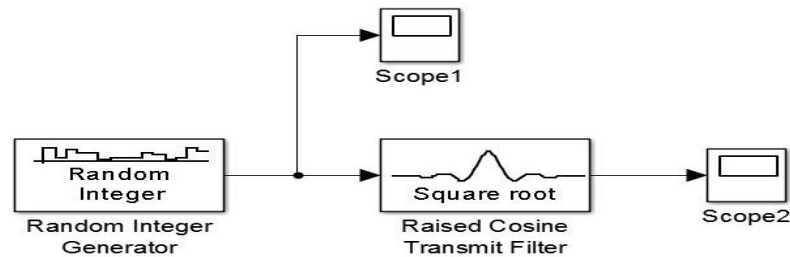 Scope1
Random
Integer
Random Integer
Generator
Square root
Raised Cosine
Transmit Filter
Scope2